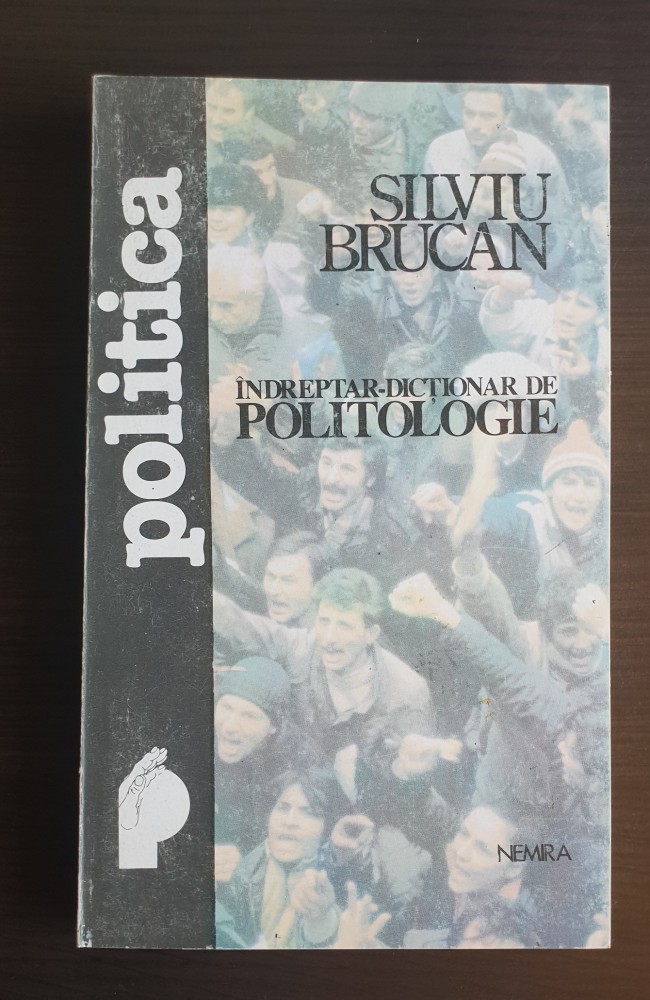 politica
SILVIU
BRUCAN
ÎNDREPTAR-DICȚIONAR DE
POLITOLOGIE
NEMIRA